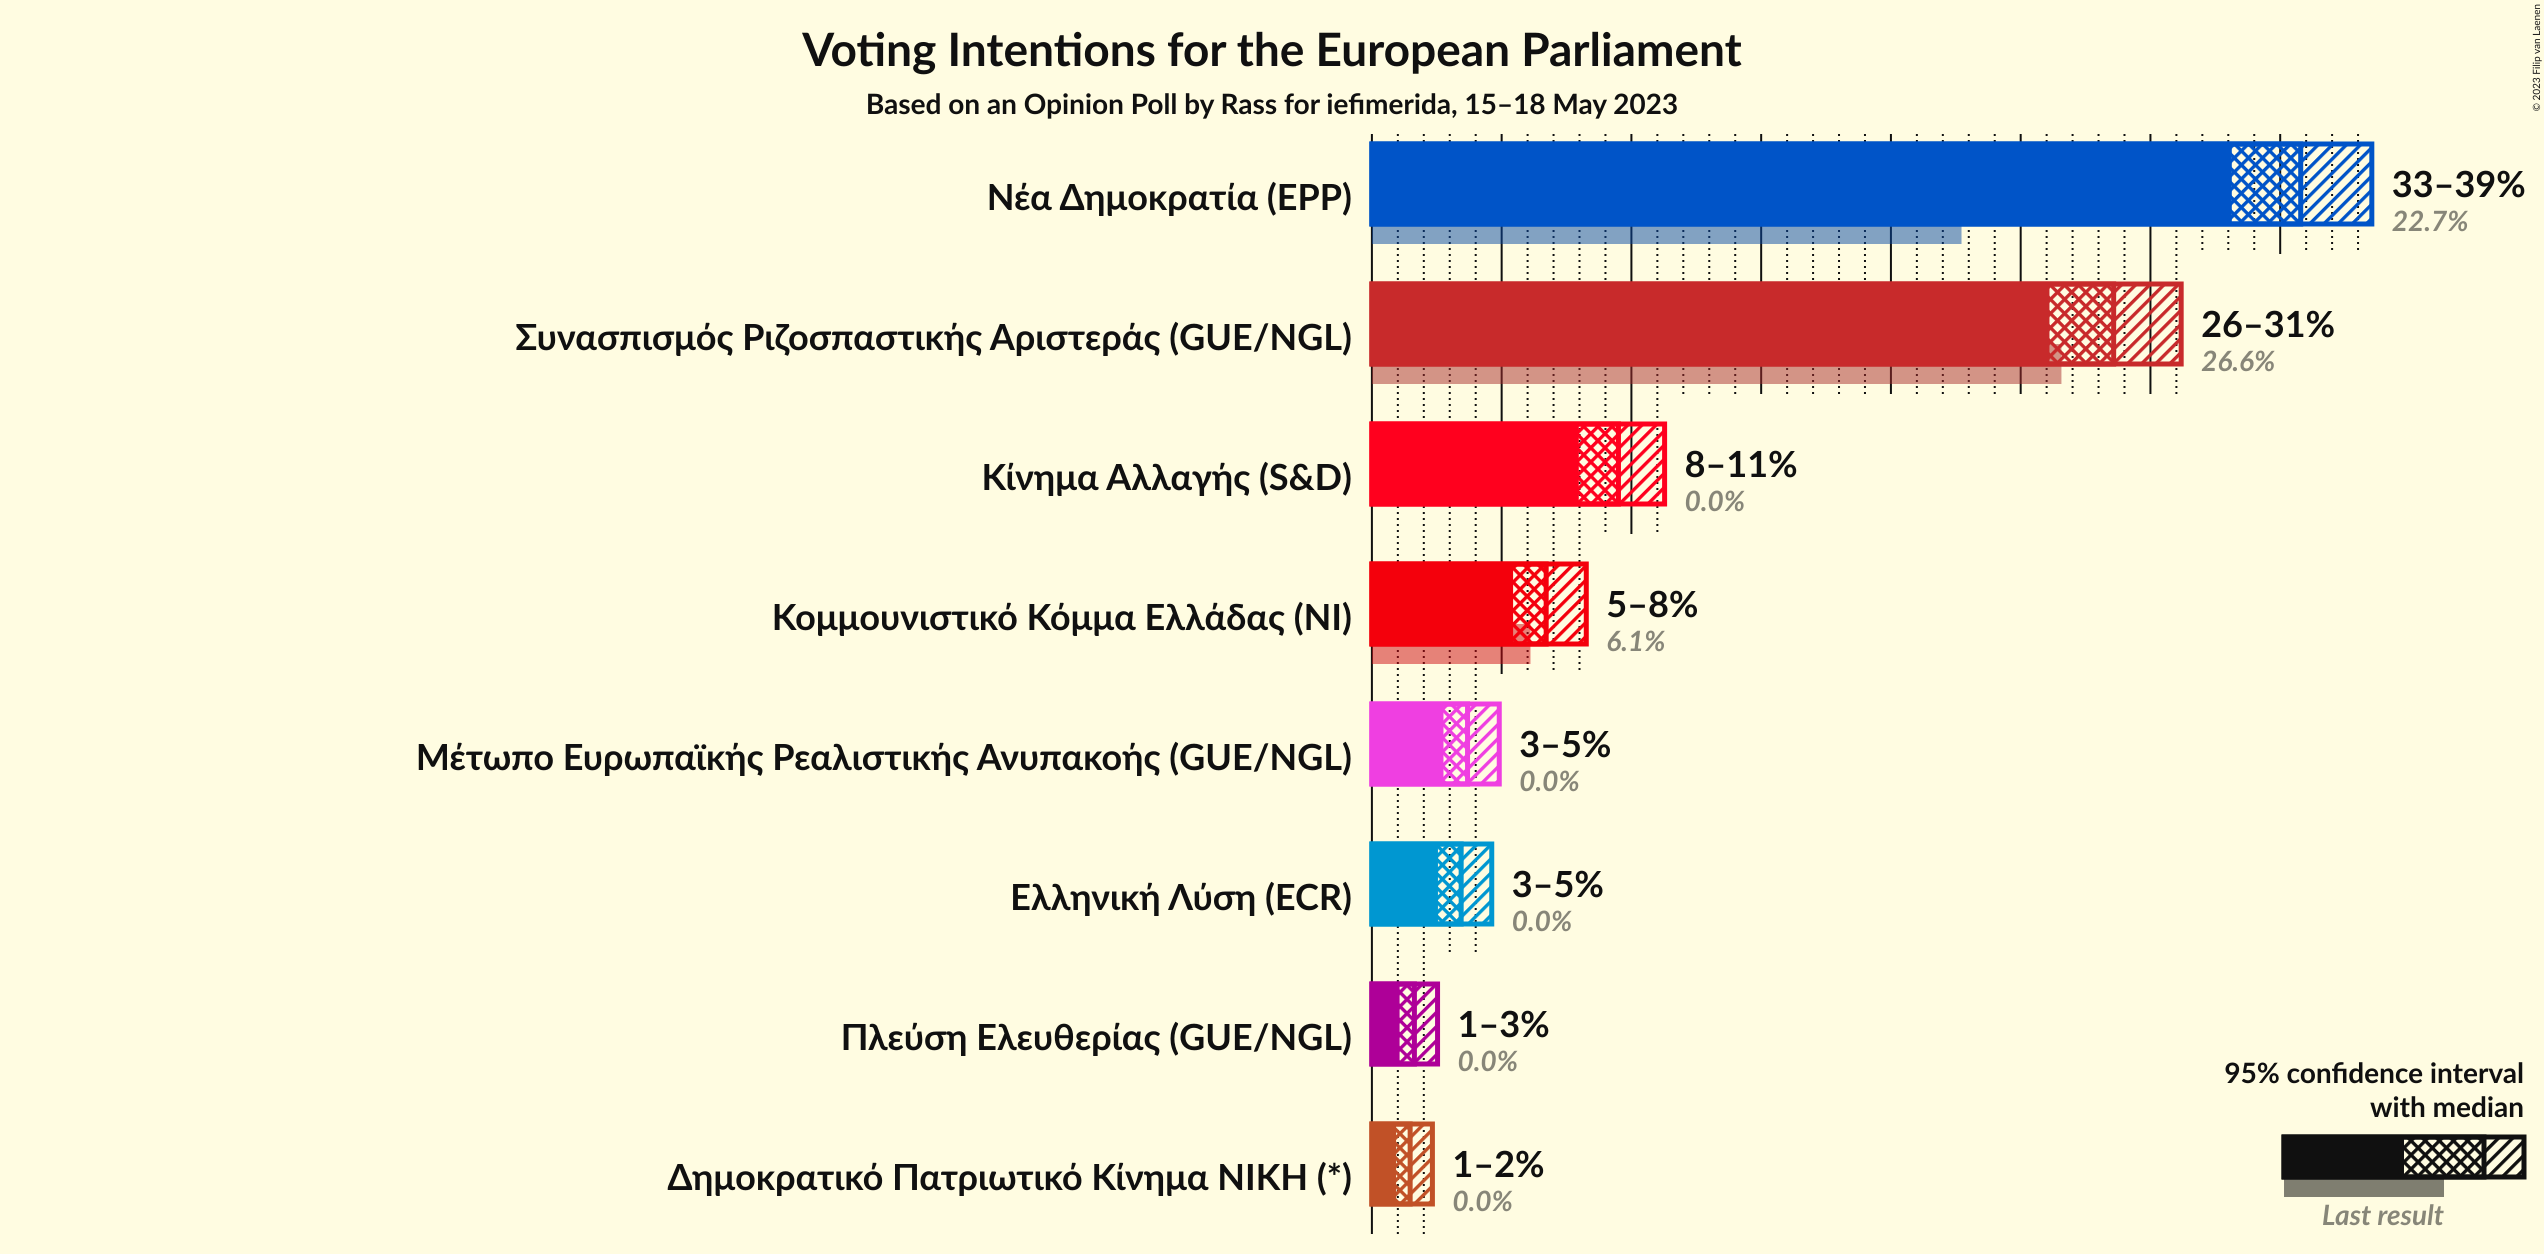 Voting Intentions for the European Parliament
Based on an Opinion Poll by Rass for iefimerida, 15–18 May 2023
© 2023 Filip van Laenen
Νέα Δημοκρατία (EPP)
33–39%
22.7%
Συνασπισμός Ριζοσπαστικής Αριστεράς (GUE/NGL)
26–31%
26.6%
Κίνημα Αλλαγής (S&D)
8–11%
0.0%
Κομμουνιστικό Κόμμα Ελλάδας (NI)
5–8%
6.1%
Μέτωπο Ευρωπαϊκής Ρεαλιστικής Ανυπακοής (GUE/NGL)
3–5%
0.0%
Ελληνική Λύση (ECR)
3–5%
0.0%
Πλεύση Ελευθερίας (GUE/NGL)
1–3%
0.0%
Δημοκρατικό Πατριωτικό Κίνημα ΝΙΚΗ (*)
1–2%
0.0%
95% confidence interval
with median
Last result